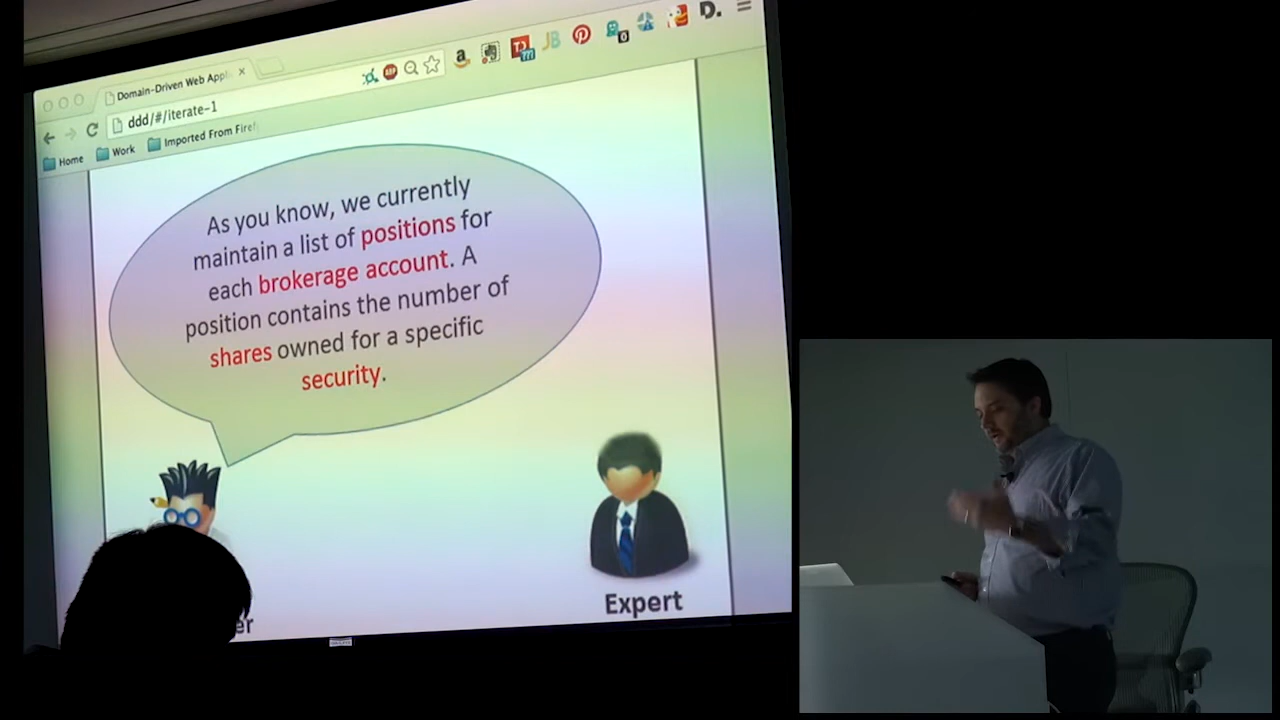 Domain-Driven Web Appl
ddd/#/iterate-1
Home
Work
Imported From Firef
As you know, we currently
maintain a list of positions for
each brokerage account. A
position contains the number of
shares owned for a specific
security.
er
Expert